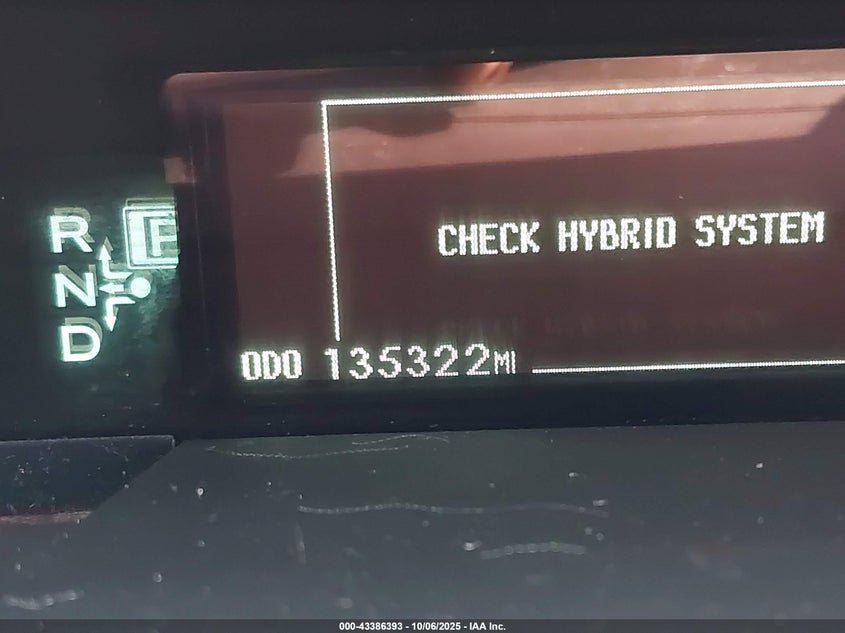 R
P
N
D
CHECK HYBRID SYSTEM
ODO 135322MI
000-43386393 - 10/06/2025 - IAA Inc.